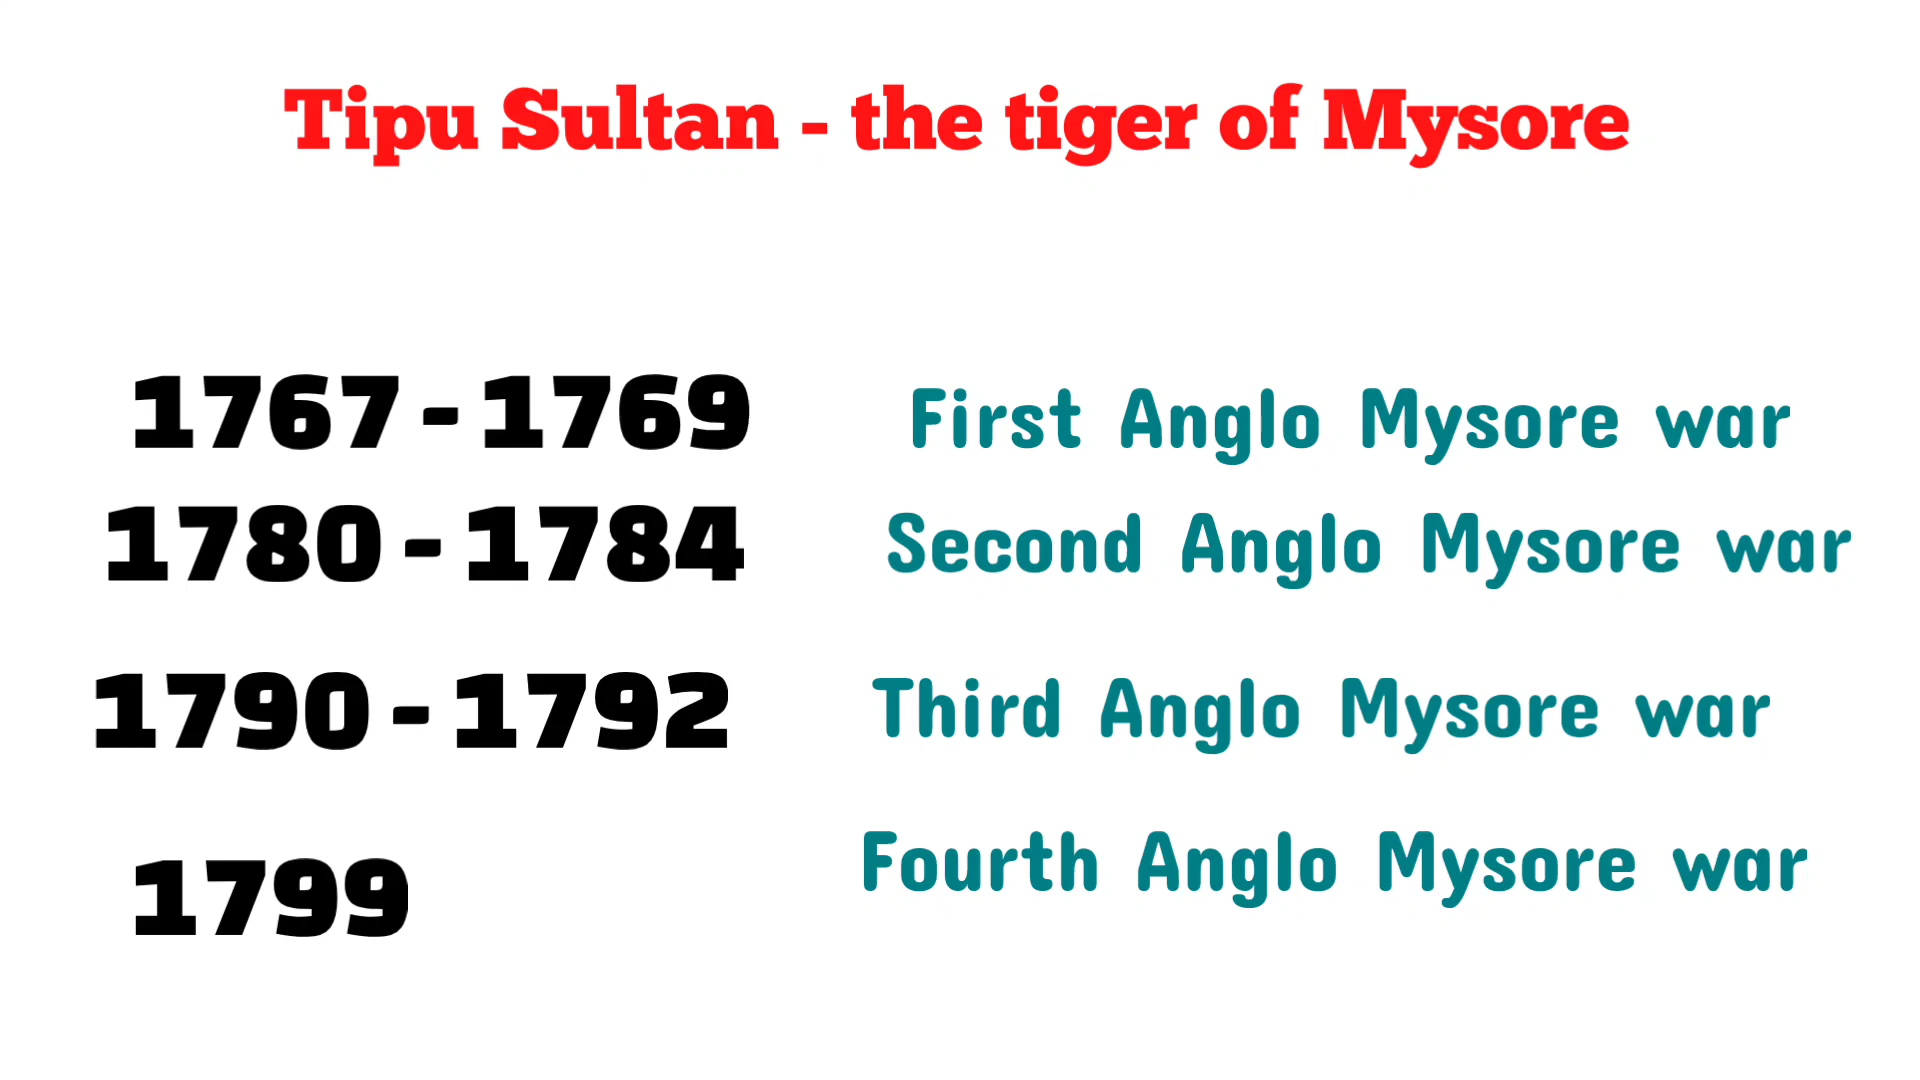 Tipu Sultan - the tiger of Mysore
1767 - 1769 First Anglo Mysore war
1780 - 1784 Second Anglo Mysore war
1790 - 1792 Third Anglo Mysore war
1799 Fourth Anglo Mysore war